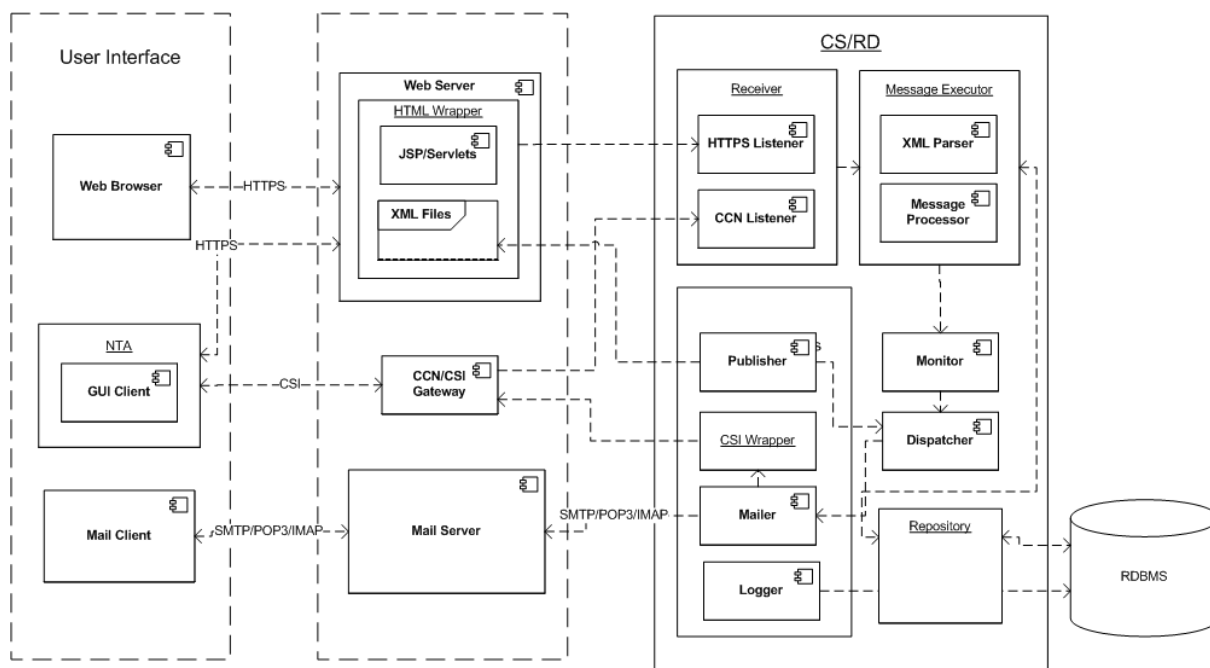 User Interface
Web Browser
HTTPS
HTTPS
NTA
GUI Client
CSI
Mail Client
SMTP/POP3/IMAP
Web Server
HTML Wrapper
JSP/Servlets
XML Files
CCN/CSI
Gateway
Mail Server
SMTP/POP3/IMAP
CS/RD
Receiver
HTTPS Listener
CCN Listener
Message Executor
XML Parser
Message
Processor
Publisher
s
CSI Wrapper
Mailer
Logger
Monitor
Dispatcher
Repository
RDBMS